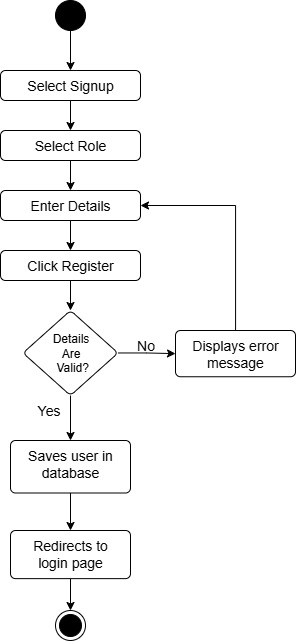 Select Signup
Select Role
Enter Details
Click Register
Details
Are
Valid?
No
Displays error
message
Yes
Saves user in
database
Redirects to
login page